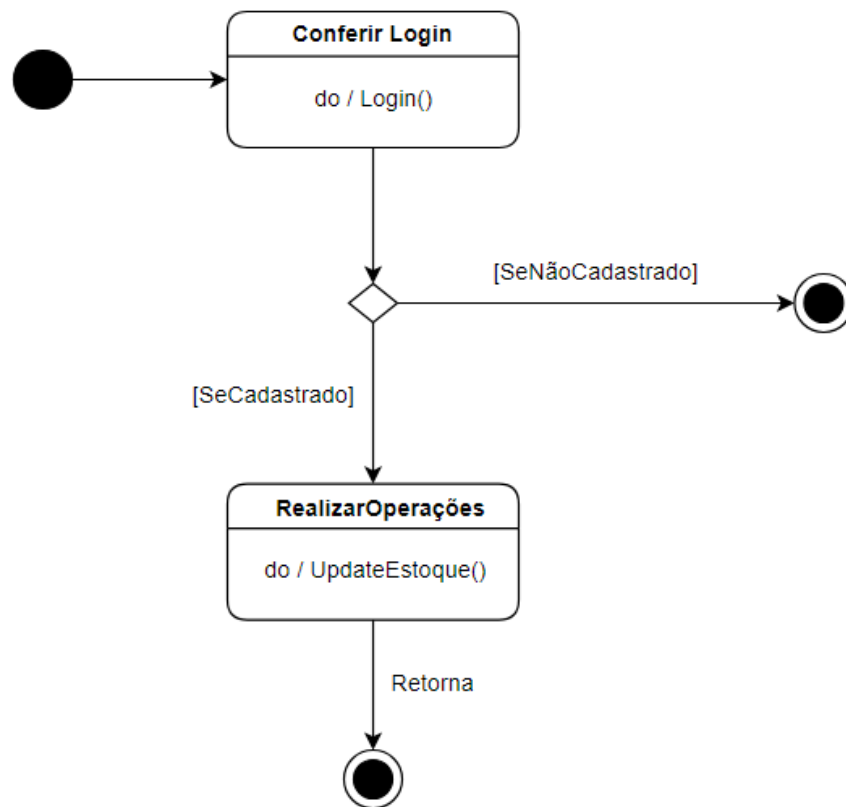 Conferir Login
do / Login()
[SeNãoCadastrado]
[SeCadastrado]
RealizarOperações
do / UpdateEstoque()
Retorna